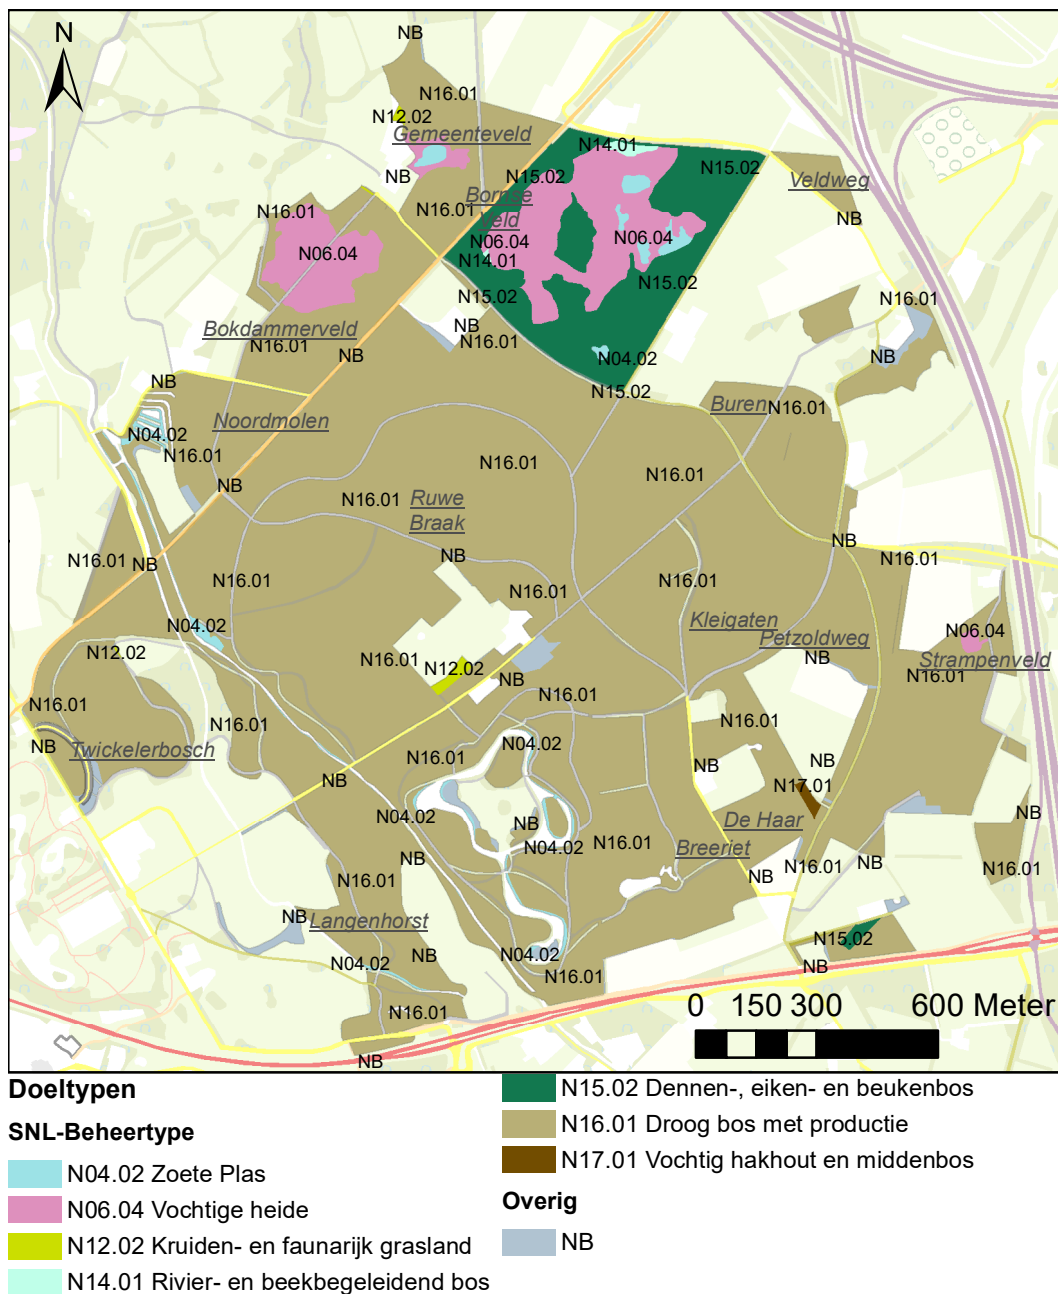 N
NB
N16.01
N12.02
Gemeenteveld
N14.01
N15.02
N15.02
Veldweg
NB
Bornse
Veld
N16.01
N16.01
NB
N06.04
N06.04
N06.04
N14.01
N15.02
N15.02
N16.01
Bokdammerveld
N16.01
NB
NB
N16.01
NB
N04.02
NB
N15.02
Buren
N16.01
Noordmolen
N04.02
N16.01
N16.01
N16.01
NB
N16.01
Ruwe
Braak
NB
NB
N16.01
NB
N16.01
N16.01
N16.01
N16.01
N04.02
Kleigaten
Petzoldweg
N06.04
Strampenveld
N12.02
N16.01
N12.02
NB
NB
N16.01
N16.01
N16.01
N16.01
N16.01
NB
Twickelerbosch
N04.02
N16.01
NB
NB
NB
N17.01
N04.02
NB
N04.02
De Haar
NB
N16.01
Breeriet
NB
N16.01
NB
NB
N16.01
N16.01
NB
Langenhorst
N15.02
NB
N04.02
NB
N04.02
N16.01
N16.01
NB
0 150 300 600 Meter
Doeltypen
SNL-Beheertype
N04.02 Zoete Plas
N06.04 Vochtige heide
N12.02 Kruiden- en faunarijk grasland
N14.01 Rivier- en beekbegeleidend bos
N15.02 Dennen-, eiken- en beukenbos
N16.01 Droog bos met productie
N17.01 Vochtig hakhout en middenbos
Overig
NB